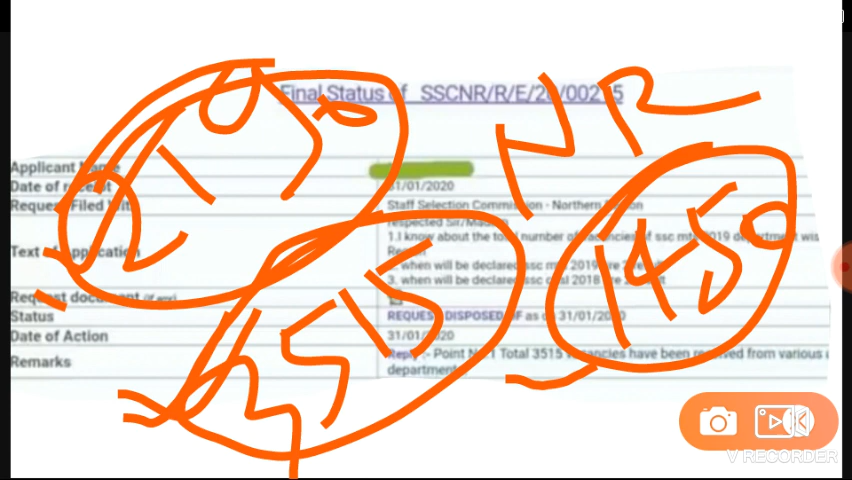 Final Status of SSCNR/R/E/20/00
NR
Applicant Name
Date of receipt 31/01/2020
Request Filed With Staff Selection Commission - Northern Region
respected Sir/Madam
Text of Application 1.I know about the total number of vacancies of ssc mts 2019 department wis
Region
2. when will be declared ssc mts 2019
3. when will be declared ssc 2018
1450
Request document (if any)
Status REQUEST DISPOSED OF as on 31/01/2020
3515
Date of Action 31/01/2020
Remarks Reply :- Point No.1 Total 3515 vacancies have been received from various
department
V RECORDER